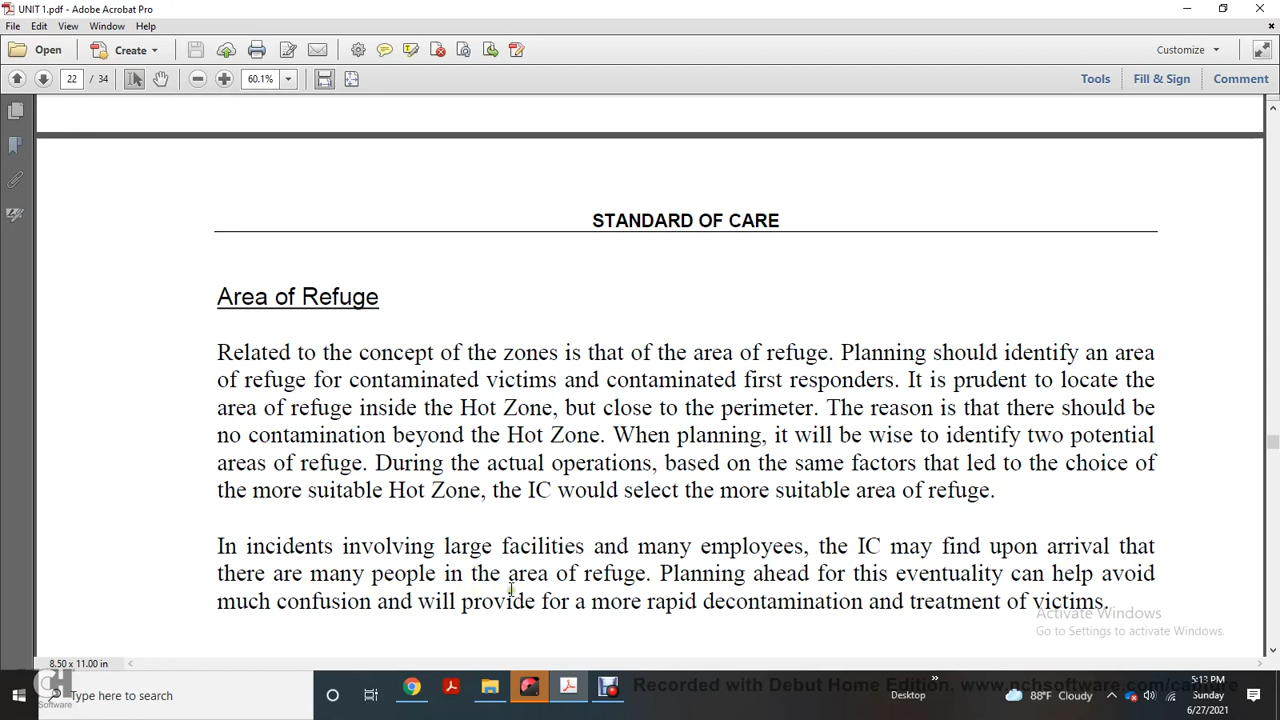 UNIT 1.pdf - Adobe Acrobat Pro
File Edit View Window Help
Open Create Customize
22 / 34 60.1% Tools Fill & Sign Comment
STANDARD OF CARE
Area of Refuge
Related to the concept of the zones is that of the area of refuge. Planning should identify an area
of refuge for contaminated victims and contaminated first responders. It is prudent to locate the
area of refuge inside the Hot Zone, but close to the perimeter. The reason is that there should be
no contamination beyond the Hot Zone. When planning, it will be wise to identify two potential
areas of refuge. During the actual operations, based on the same factors that led to the choice of
the more suitable Hot Zone, the IC would select the more suitable area of refuge.
In incidents involving large facilities and many employees, the IC may find upon arrival that
there are many people in the area of refuge. Planning ahead for this eventuality can help avoid
much confusion and will provide for a more rapid decontamination and treatment of victims.
Activate Windows
Go to Settings to activate Windows.
8.50 x 11.00 in
CH
Software
Type here to search
Recorded with Debut Home Edition. www.nchsoftware.com/capture
Desktop
88°F Cloudy
5:13 PM
Sunday
6/27/2021